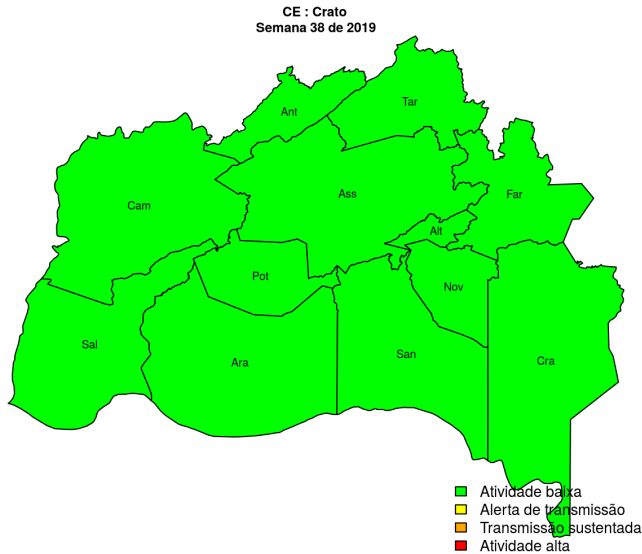 CE : Crato
Semana 38 de 2019
Tar
Ant
Ass
Far
Cam
Alt
Pot
Nov
Sal
San
Cra
Ara
Atividade baixa
Alerta de transmissão
Transmissão sustentada
Atividade alta